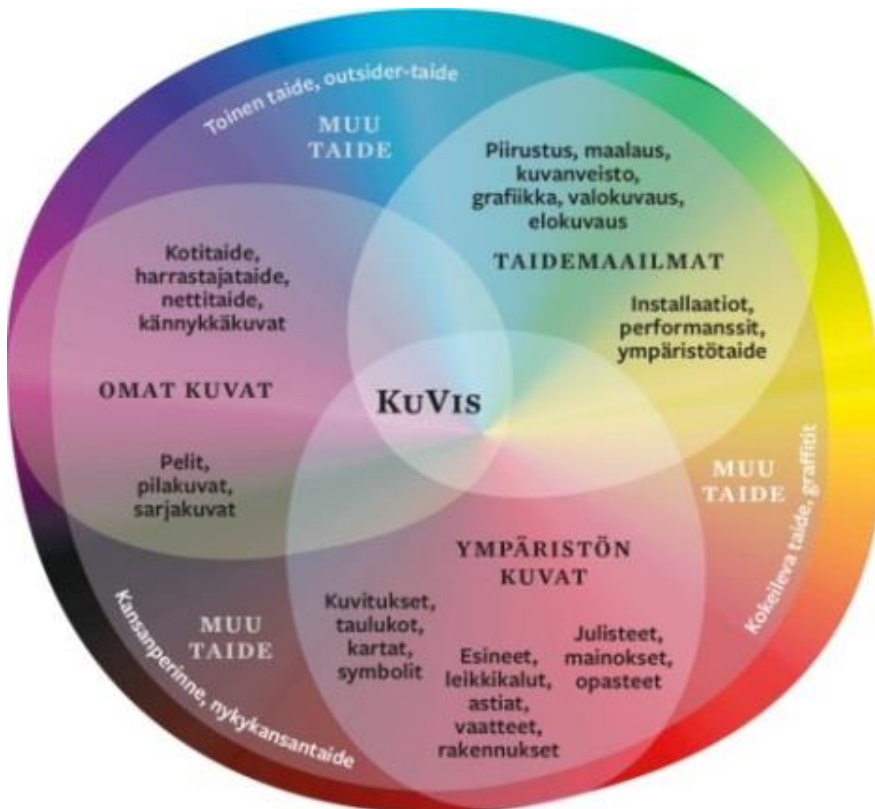 Toinen taide, outsider-taide
MUU
TAIDE
Piirustus, maalaus,
kuvanveisto,
grafiikka, valokuvaus,
elokuvaus
TAIDEMAAILMAT
Installaatiot,
performanssit,
ympäristötaide
Kotitaide,
harrastajataide,
nettitaide,
kännykkäkuvat
OMAT KUVAT
Pelit,
pilakuvat,
sarjakuvat
KUVIS
MUU
TAIDE
Kokeileva taide, graffitit
YMPÄRISTÖN
KUVAT
Kuvitukset,
taulukot,
kartat,
symbolit
Esineet,
leikkikalut,
astiat,
vaatteet,
rakennukset
Julisteet,
mainokset,
opasteet
MUU
TAIDE
Kansanperinne, nykykansantaide